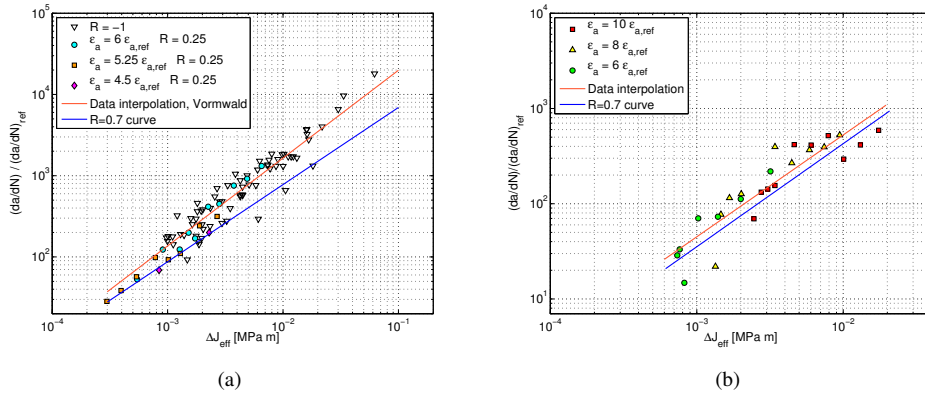 R = −1
ε_a = 6 ε_a,ref R = 0.25
ε_a = 5.25 ε_a,ref R = 0.25
ε_a = 4.5 ε_a,ref R = 0.25
Data interpolation, Vormwald
R=0.7 curve
10^5
10^4
10^3
10^2
(da/dN) / (da/dN)_ref
10^−4
10^−3
10^−2
10^−1
ΔJ_eff [MPa m]
(a)
ε_a = 10 ε_a,ref
ε_a = 8 ε_a,ref
ε_a = 6 ε_a,ref
Data interpolation
R=0.7 curve
10^4
10^3
10^2
10^1
(da/dN)/(da/dN)_ref
10^−4
10^−3
10^−2
ΔJ_eff [MPa m]
(b)